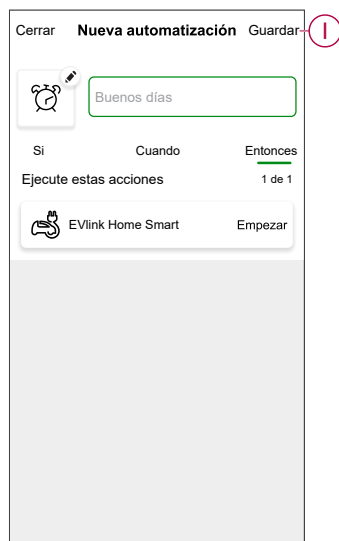 Cerrar Nueva automatización Guardar I
Buenos días
Si Cuando Entonces
Ejecute estas acciones 1 de 1
EVlink Home Smart Empezar